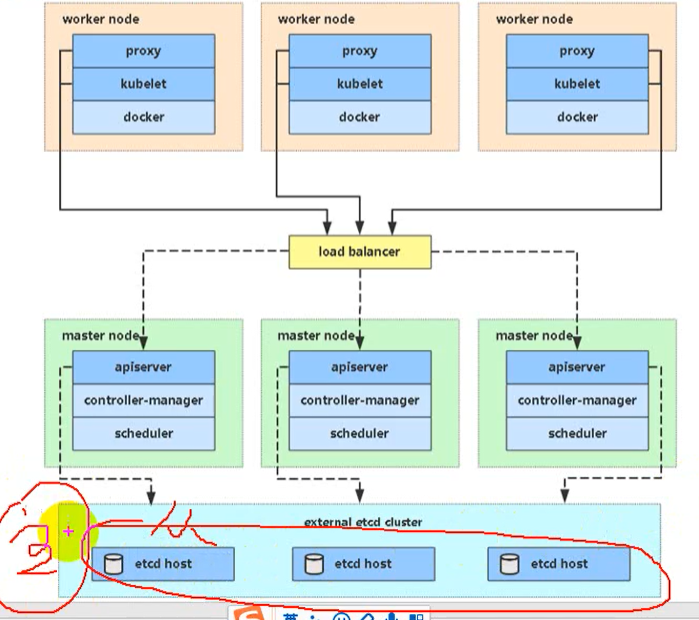 worker node
worker node
worker node
proxy
proxy
proxy
kubelet
kubelet
kubelet
docker
docker
docker
load balancer
master node
master node
master node
apiserver
apiserver
apiserver
controller-manager
controller-manager
controller-manager
scheduler
scheduler
scheduler
external etcd cluster
etcd host
etcd host
etcd host
英